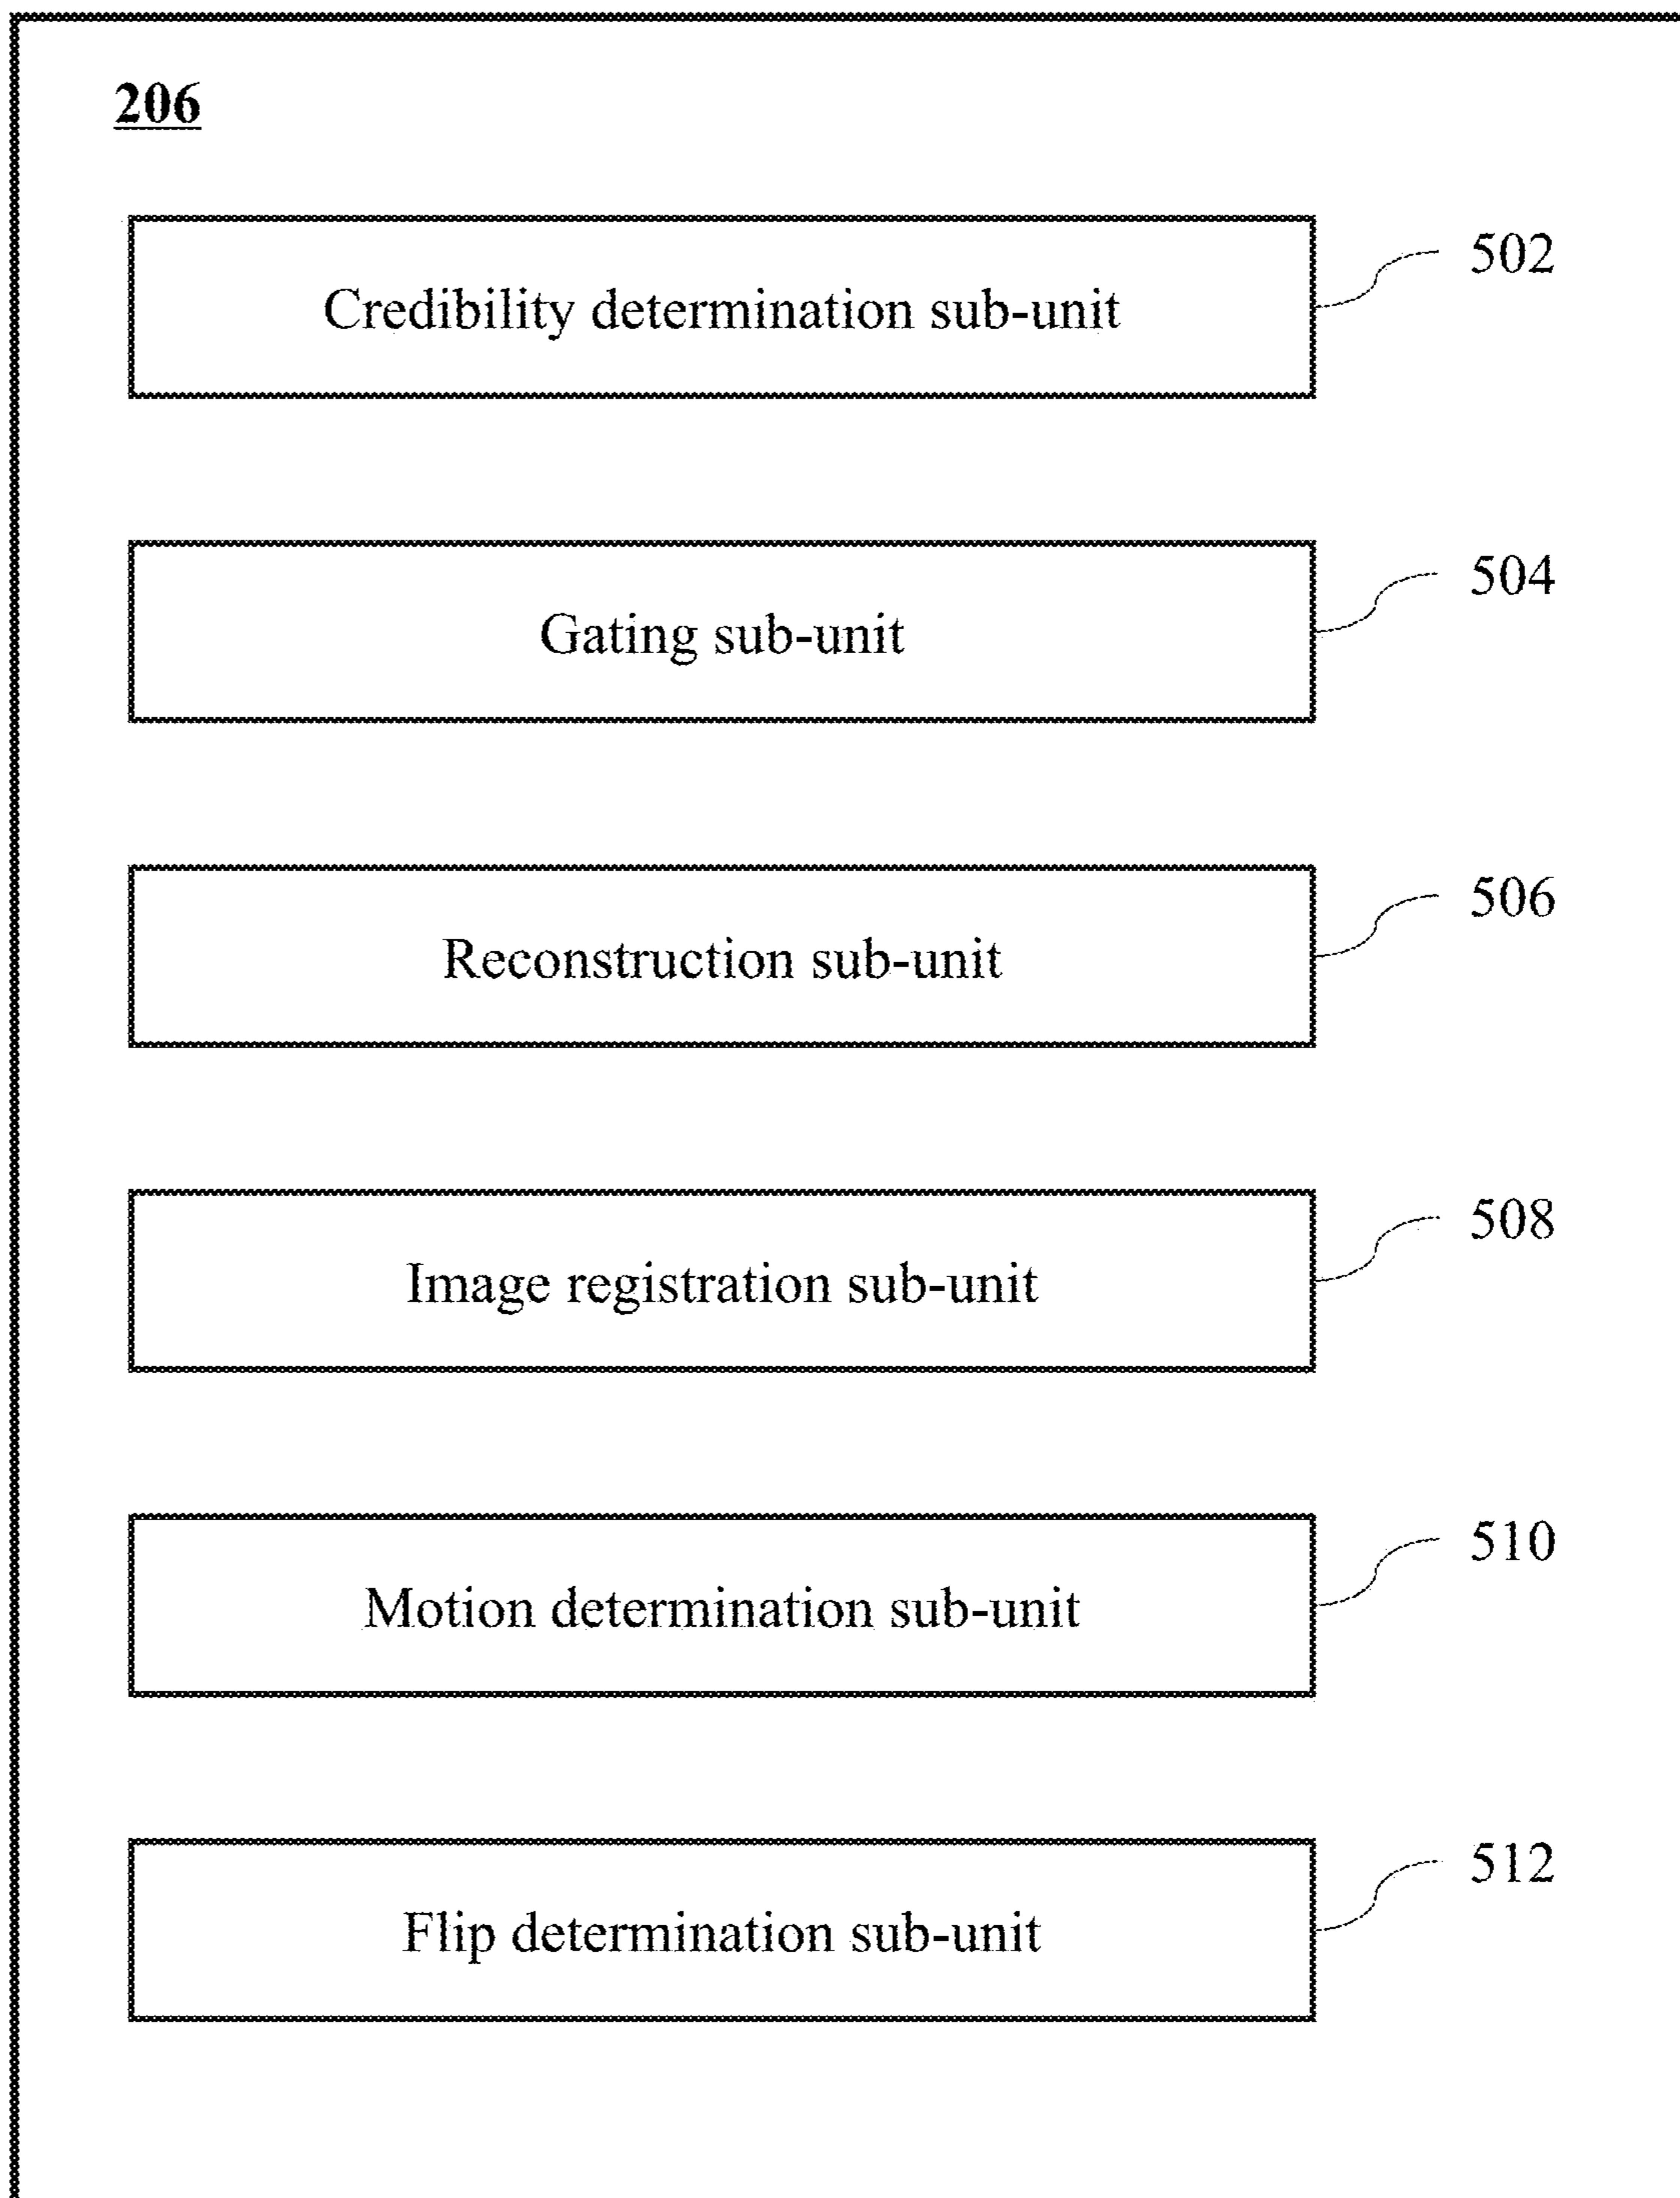 206
502
Credibility determination sub-unit
504
Gating sub-unit
506
Reconstruction sub-unit
508
Image registration sub-unit
510
Motion determination sub-unit
512
Flip determination sub-unit